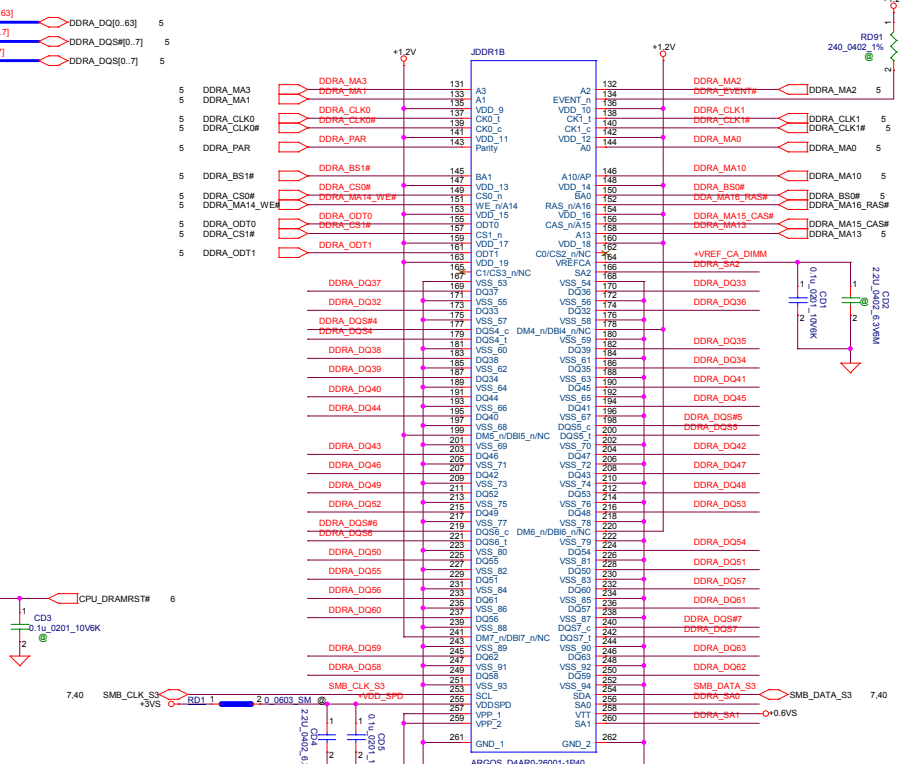 63]
DDRA_DQ[0..63] 5
.7]
DDRA_DQS#[0..7] 5
7]
DDRA_DQS[0..7] 5
RD91
240_0402_1%
@
1
2
+1.2V
JDDR1B
+1.2V
5 DDRA_MA3 DDRA_MA3 131 A3 A2 132 DDRA_MA2 DDRA_MA2 5
5 DDRA_MA1 DDRA_MA1 133 A1 EVENT_n 134 DDRA_EVENT#
135 VDD_9 VDD_10 136
5 DDRA_CLK0 DDRA_CLK0 137 CK0_t CK1_t 138 DDRA_CLK1 DDRA_CLK1 5
5 DDRA_CLK0# DDRA_CLK0# 139 CK0_c CK1_c 140 DDRA_CLK1# DDRA_CLK1# 5
141 VDD_11 VDD_12 142
5 DDRA_PAR DDRA_PAR 143 Parity A0 144 DDRA_MA0 DDRA_MA0 5
5 DDRA_BS1# DDRA_BS1# 145 BA1 A10/AP 146 DDRA_MA10 DDRA_MA10 5
147 VDD_13 VDD_14 148
5 DDRA_CS0# DDRA_CS0# 149 CS0_n BA0 150 DDRA_BS0# DDRA_BS0# 5
5 DDRA_MA14_WE# DDRA_MA14_WE# 151 WE_n/A14 RAS_n/A16 152 DDRA_MA16_RAS# DDRA_MA16_RAS# 5
153 VDD_15 VDD_16 154
5 DDRA_ODT0 DDRA_ODT0 155 ODT0 CAS_n/A15 156 DDRA_MA15_CAS# DDRA_MA15_CAS# 5
5 DDRA_CS1# DDRA_CS1# 157 CS1_n A13 158 DDRA_MA13 DDRA_MA13 5
159 VDD_17 VDD_18 160
5 DDRA_ODT1 DDRA_ODT1 161 ODT1 C0/CS2_n/NC 162
163 VDD_19 VREFCA 164 +VREF_CA_DIMM
165 C1/CS3_n/NC SA2 166 DDRA_SA2
167 VSS_53 VSS_54 168
DDRA_DQ37 169 DQ37 DQ36 170 DDRA_DQ33
171 VSS_55 VSS_56 172
DDRA_DQ32 173 DQ33 DQ32 174 DDRA_DQ36
175 VSS_57 VSS_58 176
DDRA_DQS#4 177 DQS4_c DM4_n/DBI4_n/NC 178
DDRA_DQS4 179 DQS4_t VSS_59 180
181 VSS_60 DQ39 182 DDRA_DQ35
DDRA_DQ38 183 DQ38 VSS_61 184
185 VSS_62 DQ35 186 DDRA_DQ34
DDRA_DQ39 187 DQ34 VSS_63 188
189 VSS_64 DQ45 190 DDRA_DQ41
DDRA_DQ40 191 DQ44 VSS_65 192
193 VSS_66 DQ41 194 DDRA_DQ45
DDRA_DQ44 195 DQ40 VSS_67 196
197 VSS_68 DQS5_c 198 DDRA_DQS#5
199 DM5_n/DBI5_n/NC DQS5_t 200 DDRA_DQS5
201 VSS_69 VSS_70 202
DDRA_DQ43 203 DQ46 DQ47 204 DDRA_DQ42
205 VSS_71 VSS_72 206
DDRA_DQ46 207 DQ42 DQ43 208 DDRA_DQ47
209 VSS_73 VSS_74 210
DDRA_DQ49 211 DQ52 DQ53 212 DDRA_DQ48
213 VSS_75 VSS_76 214
DDRA_DQ52 215 DQ49 DQ48 216 DDRA_DQ53
217 VSS_77 VSS_78 218
DDRA_DQS#6 219 DQS6_c DM6_n/DBI6_n/NC 220
DDRA_DQS6 221 DQS6_t VSS_79 222
223 VSS_80 DQ54 224 DDRA_DQ54
DDRA_DQ50 225 DQ55 VSS_81 226
227 VSS_82 DQ50 228 DDRA_DQ51
DDRA_DQ55 229 DQ51 VSS_83 230
231 VSS_84 DQ60 232 DDRA_DQ57
DDRA_DQ56 233 DQ61 VSS_85 234
235 VSS_86 DQ57 236 DDRA_DQ61
DDRA_DQ60 237 DQ56 VSS_87 238
239 VSS_88 DQS7_c 240 DDRA_DQS#7
241 DM7_n/DBI7_n/NC DQS7_t 242 DDRA_DQS7
243 VSS_89 VSS_90 244
DDRA_DQ59 245 DQ62 DQ63 246 DDRA_DQ63
247 VSS_91 VSS_92 248
DDRA_DQ58 249 DQ58 DQ59 250 DDRA_DQ62
251 VSS_93 VSS_94 252
7,40 SMB_CLK_S3 SMB_CLK_S3 253 SCL SDA 254 SMB_DATA_S3 SMB_DATA_S3 7,40
+3VS RD1 1 2 0_0603_SM @ +VDD_SPD 255 VDDSPD SA0 256 DDRA_SA0
257 VPP_1 VTT 258 +0.6VS
259 VPP_2 SA1 260 DDRA_SA1
261 GND_1 GND_2 262
ARGOS_D4AR0-26001-1P40
1
2
CD1
0.1u_0201_10V6K
1
2
@
CD2
2.2U_0402_6.3V6M
CPU_DRAMRST# 6
1
CD3
0.1u_0201_10V6K
2
@
1
2
CD4
2.2U_0402_6.
1
2
CD5
0.1u_0201_1